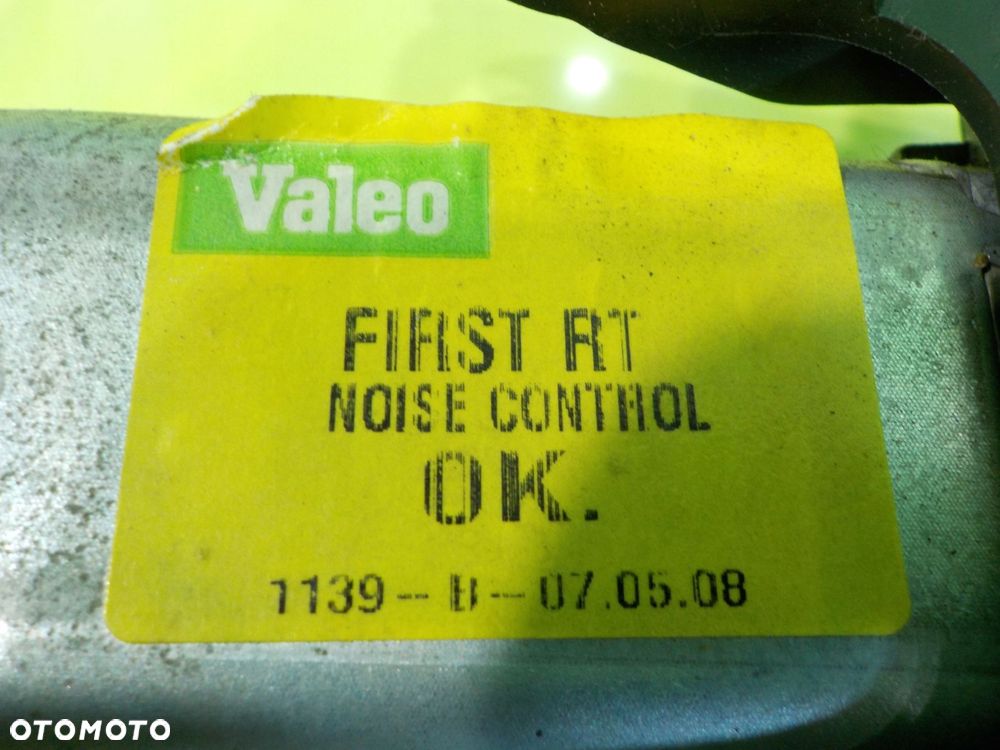 Valeo
FIRST RT
NOISE CONTROL
OK.
1139-- B -- 07.05.08
OTOMOTO